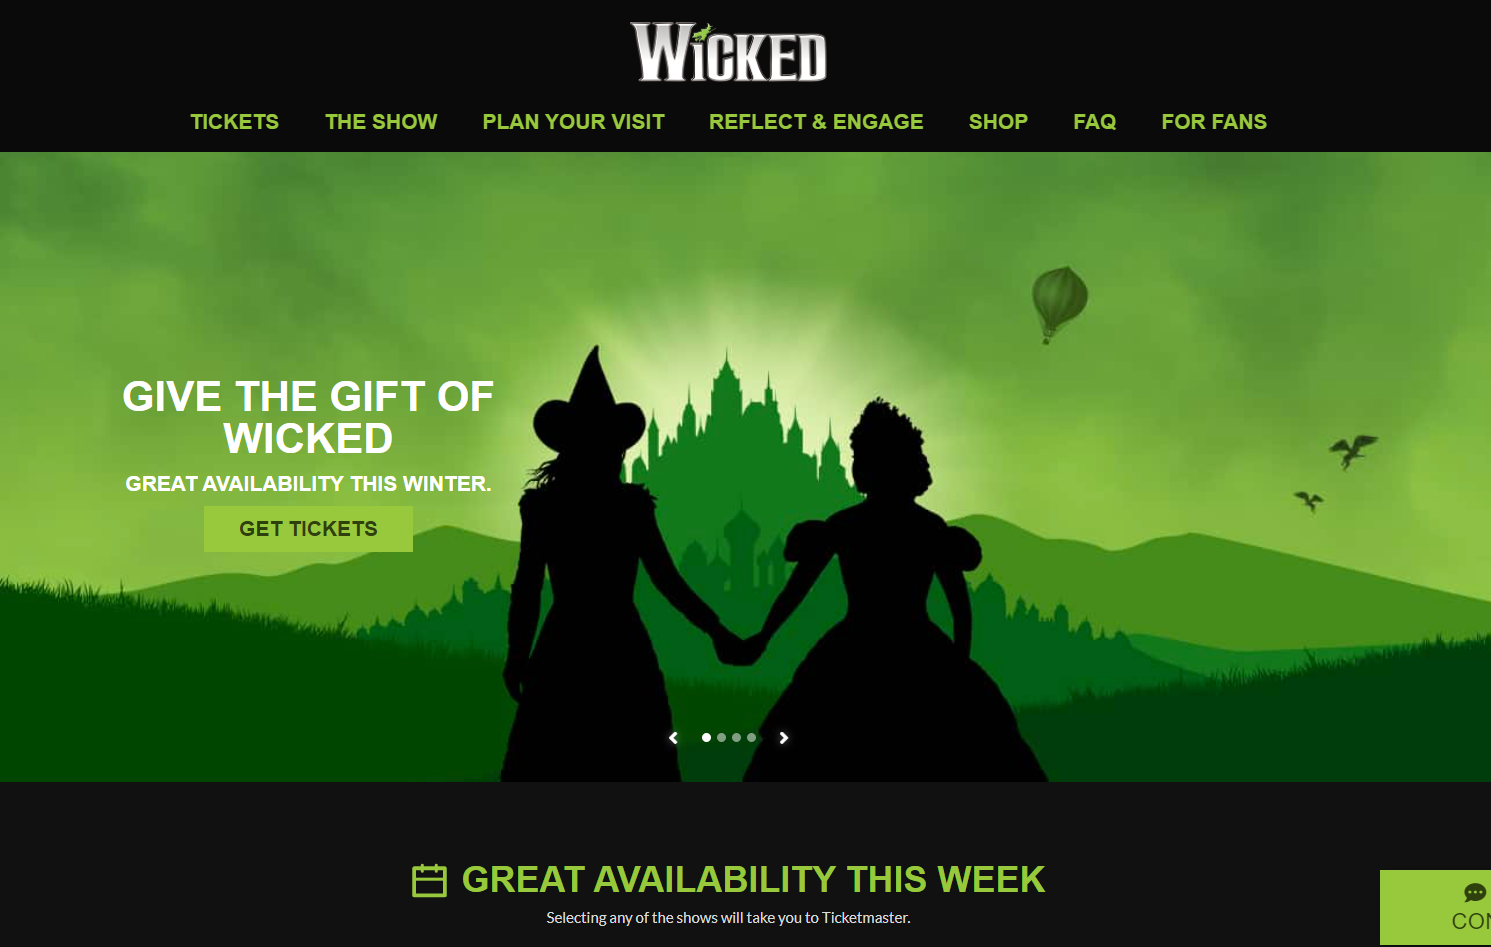 WICKED
TICKETS THE SHOW PLAN YOUR VISIT REFLECT & ENGAGE SHOP FAQ FOR FANS
GIVE THE GIFT OF
WICKED
GREAT AVAILABILITY THIS WINTER.
GET TICKETS
GREAT AVAILABILITY THIS WEEK
Selecting any of the shows will take you to Ticketmaster.